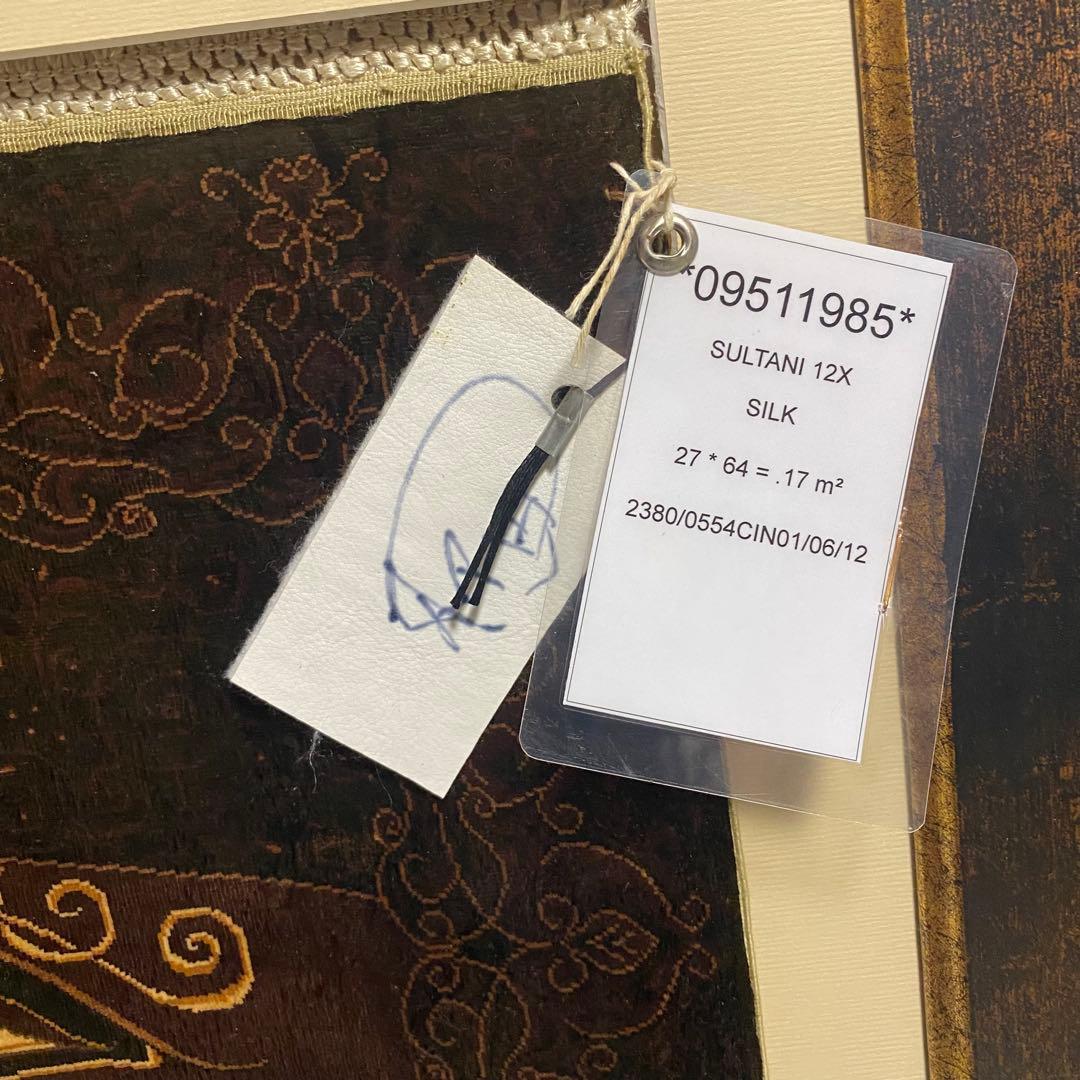 *09511985*
SULTANI 12X
SILK
27 * 64 = .17 m²
2380/0554CIN01/06/12